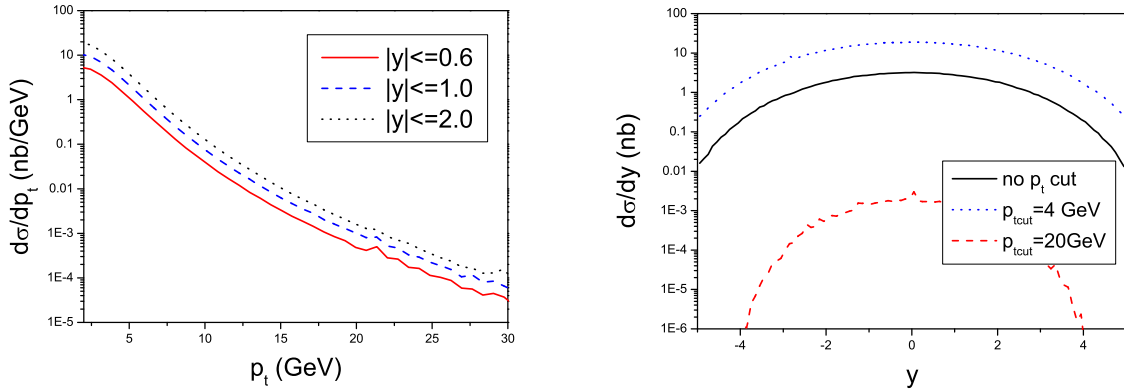 100
10
1
0.1
0.01
1E-3
1E-4
1E-5
dσ/dp_t (nb/GeV)
|y|<=0.6
|y|<=1.0
|y|<=2.0
5 10 15 20 25 30
p_t (GeV)
100
10
1
0.1
0.01
1E-3
1E-4
1E-5
1E-6
dσ/dy (nb)
no p_t cut
p_tcut=4 GeV
p_tcut=20GeV
-4 -2 0 2 4
y